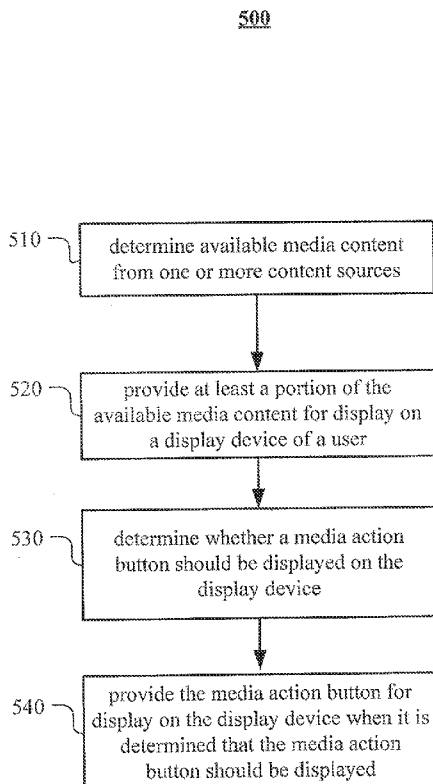 500
510
determine available media content
from one or more content sources
520
provide at least a portion of the
available media content for display on
a display device of a user
530
determine whether a media action
button should be displayed on the
display device
540
provide the media action button for
display on the display device when it is
determined that the media action
button should be displayed